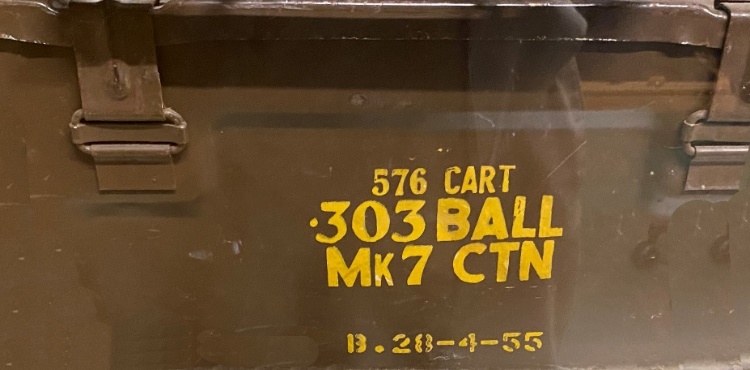 576 CART
.303 BALL
MK7 CTN
B.28-4-55